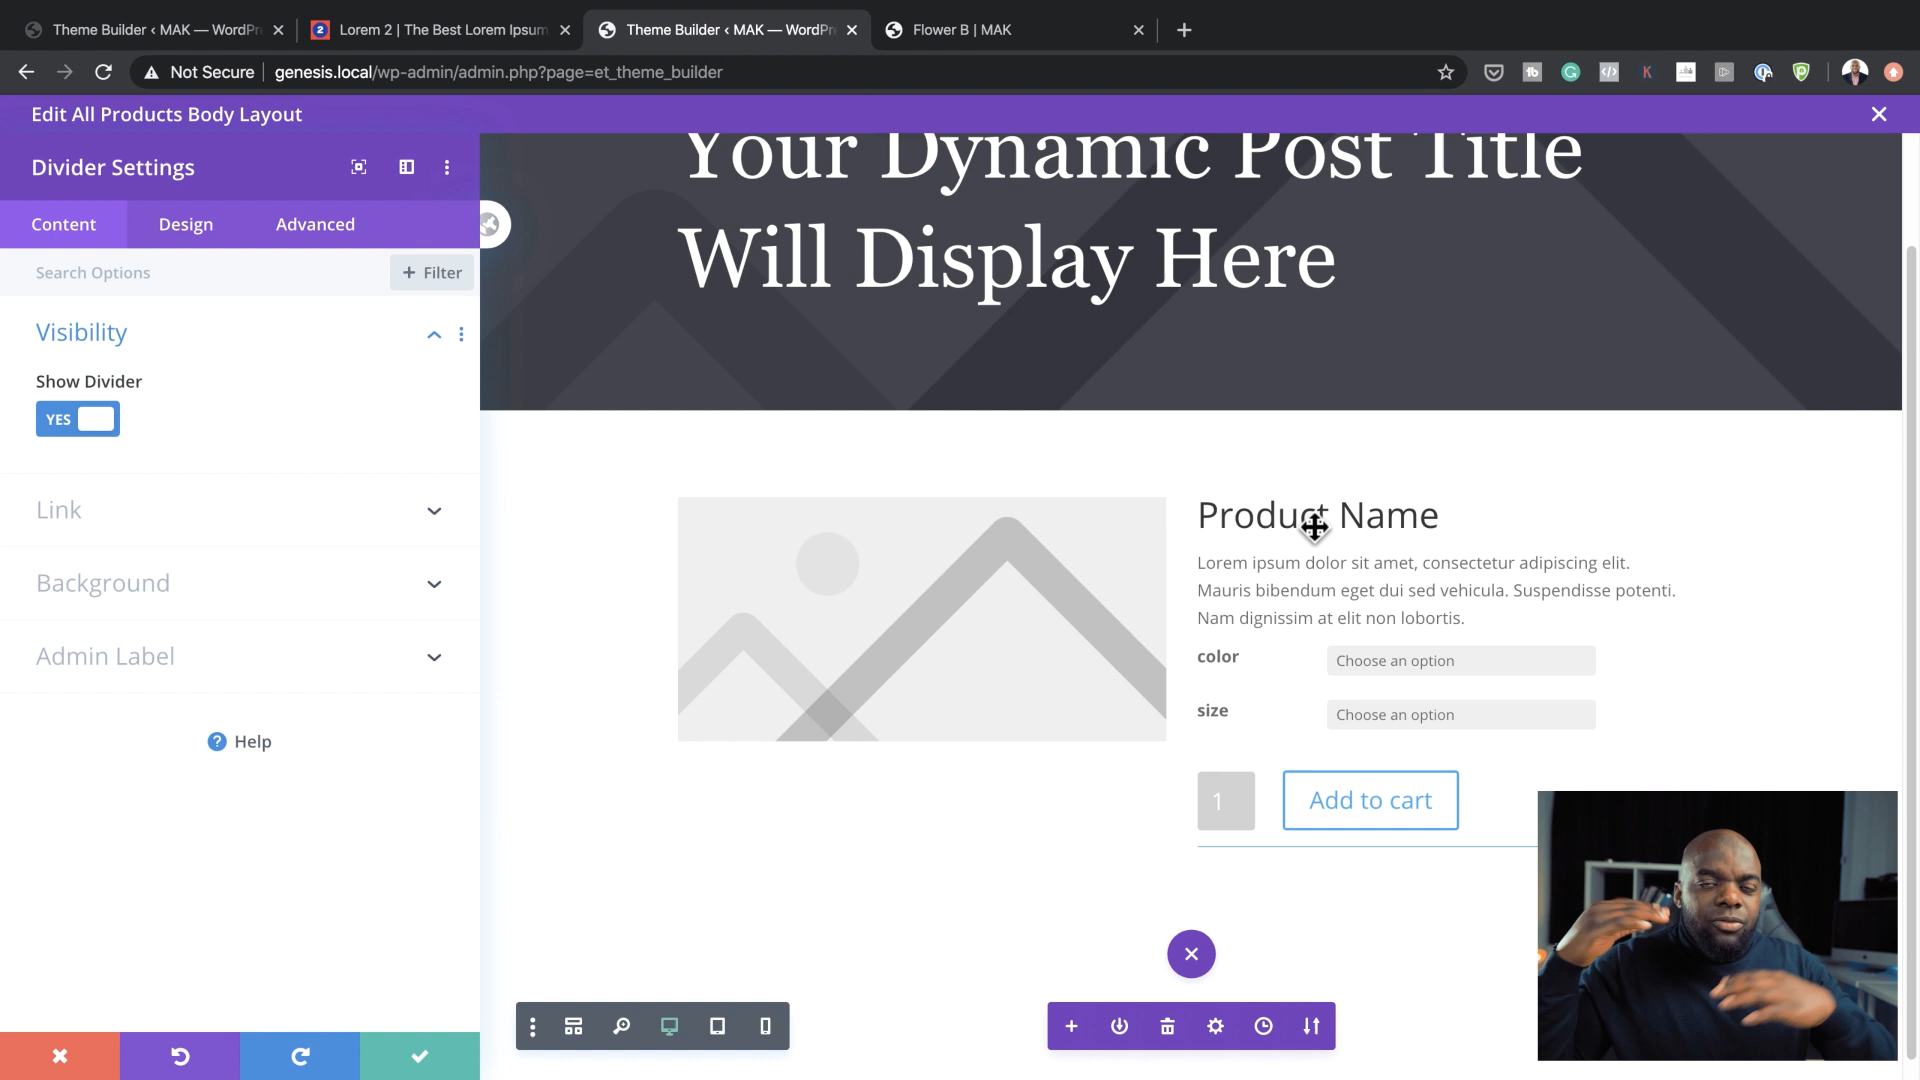 Theme Builder ‹ MAK — WordPr
Lorem 2 | The Best Lorem Ipsum
Theme Builder ‹ MAK — WordPr
Flower B | MAK
Not Secure
genesis.local/wp-admin/admin.php?page=et_theme_builder
Edit All Products Body Layout
Divider Settings
Content
Design
Advanced
Search Options
+ Filter
Visibility
Show Divider
YES
Link
Background
Admin Label
? Help
Your Dynamic Post Title
Will Display Here
Product Name
Lorem ipsum dolor sit amet, consectetur adipiscing elit.
Mauris bibendum eget dui sed vehicula. Suspendisse potenti.
Nam dignissim at elit non lobortis.
color
Choose an option
size
Choose an option
1
Add to cart